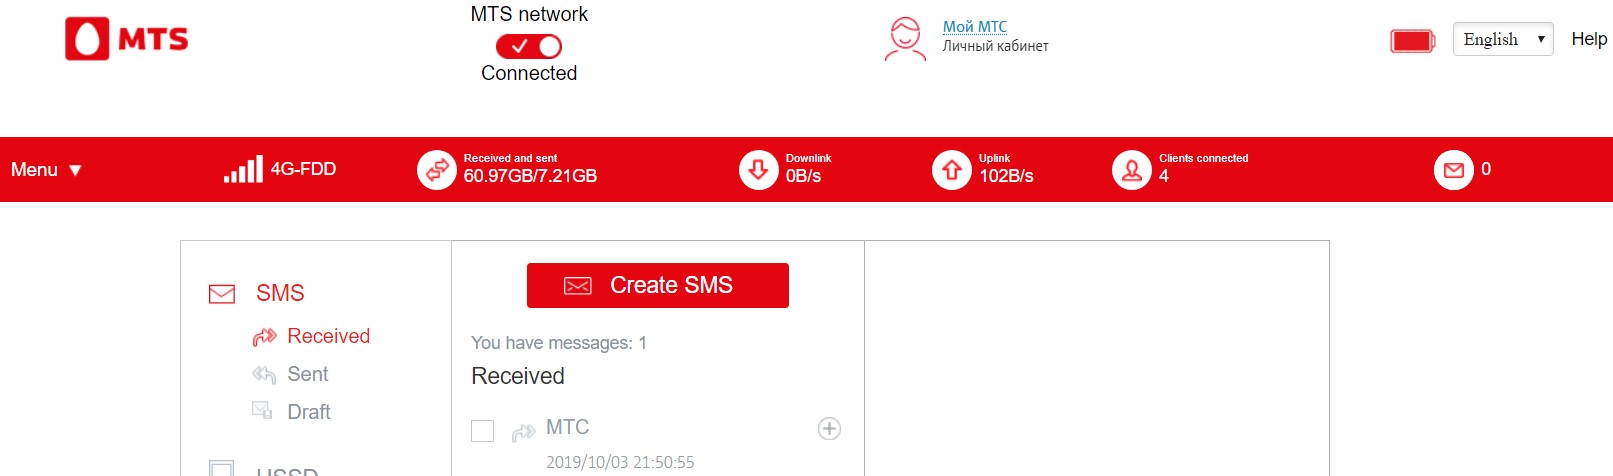 MTS
MTS network
Connected
Мой МТС
Личный кабинет
English
Help
Menu
4G-FDD
Received and sent
60.97GB/7.21GB
Downlink
0B/s
Uplink
102B/s
Clients connected
4
0
SMS
Received
Sent
Draft
USSD
Create SMS
You have messages: 1
Received
МТС
2019/10/03 21:50:55